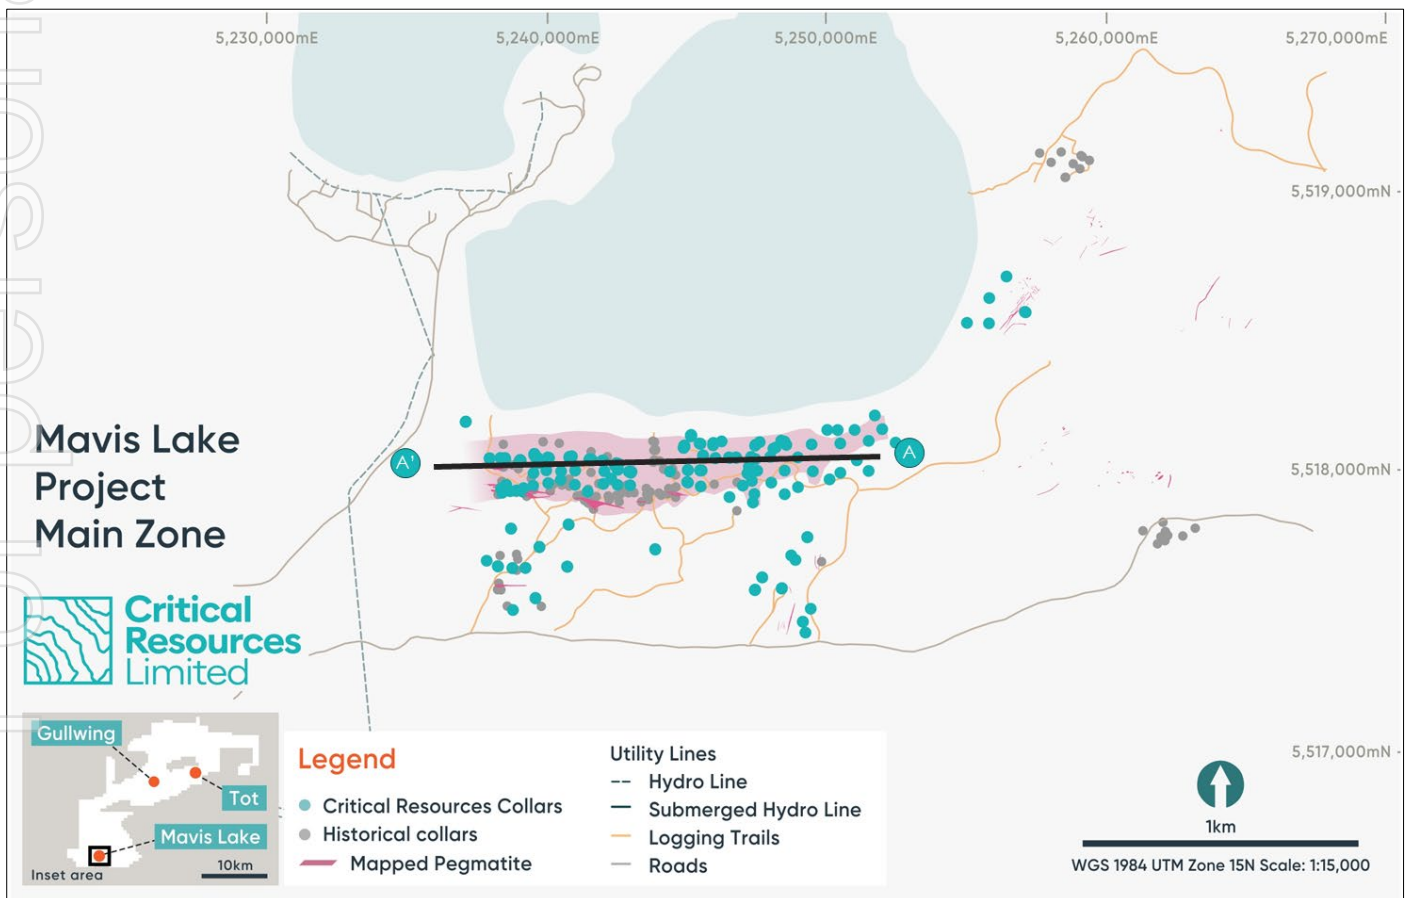 5,230,000mE
5,240,000mE
5,250,000mE
5,260,000mE
5,270,000mE
5,519,000mN
Mavis Lake
Project
Main Zone
A'
A
5,518,000mN
Critical
Resources
Limited
5,517,000mN
Gullwing
Tot
Mavis Lake
Inset area
10km
Legend
Critical Resources Collars
Historical collars
Mapped Pegmatite
Utility Lines
Hydro Line
Submerged Hydro Line
Logging Trails
Roads
1km
WGS 1984 UTM Zone 15N Scale: 1:15,000